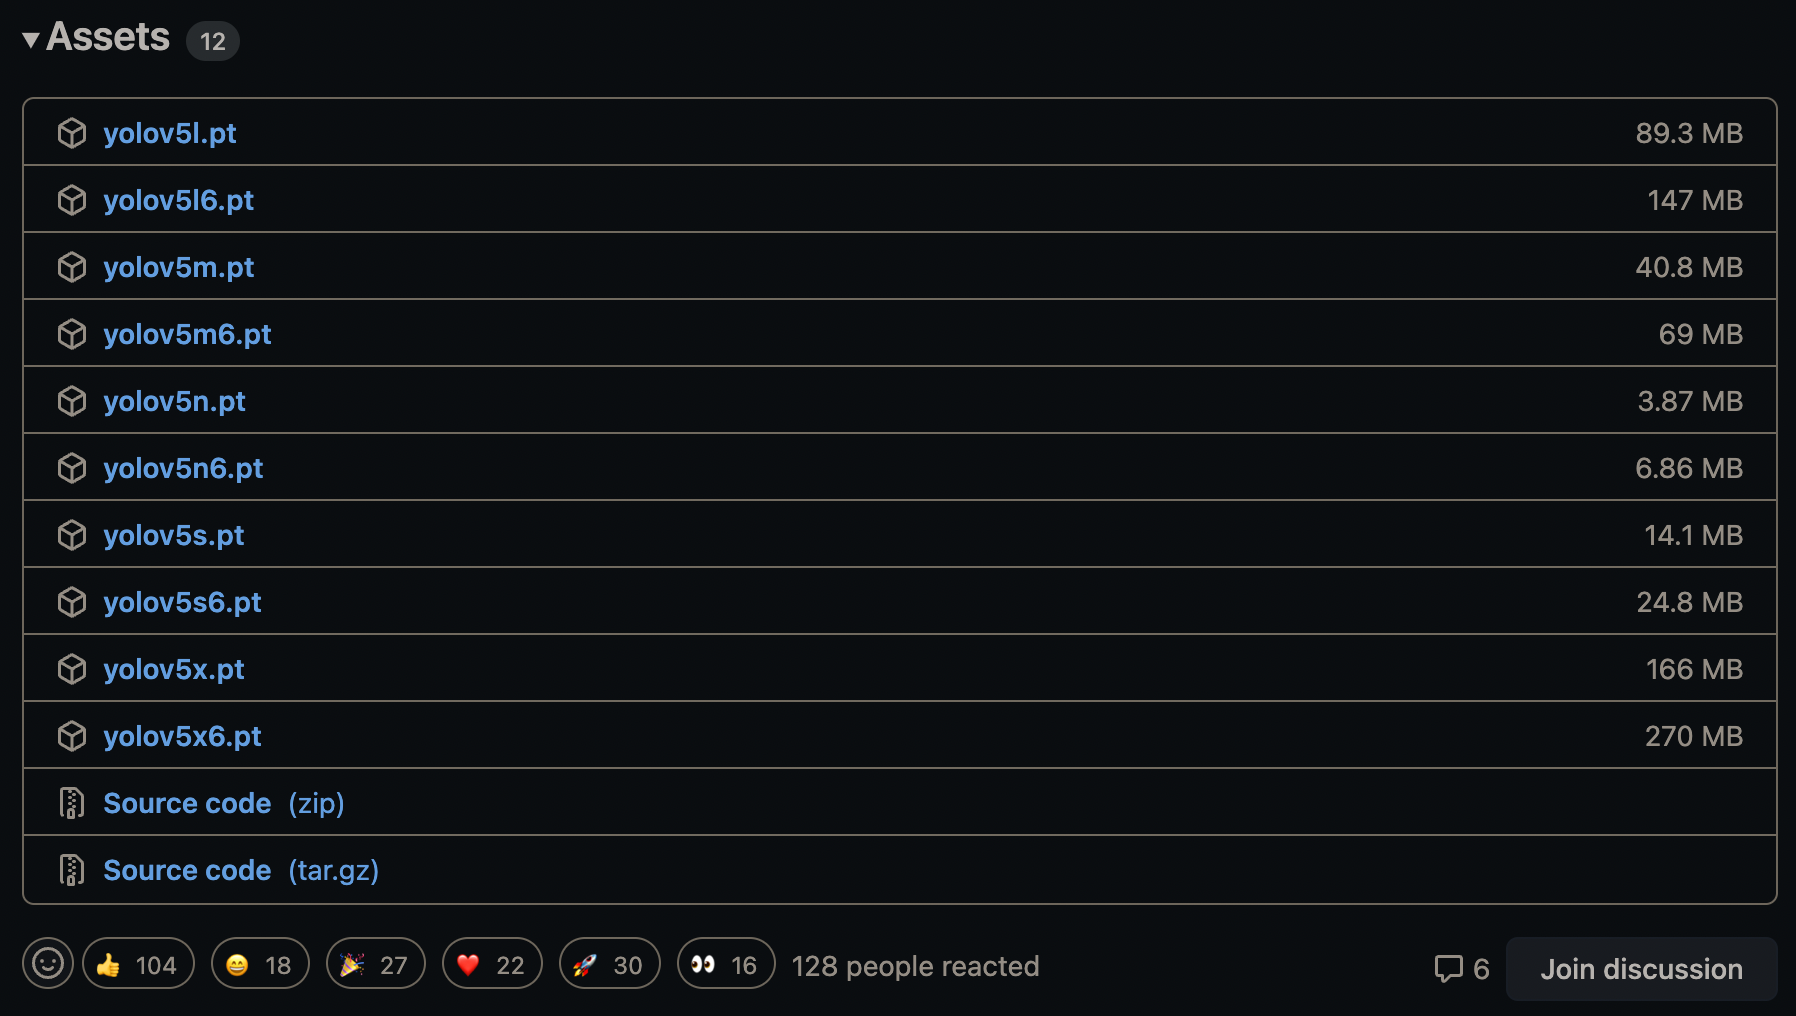 Assets 12
yolov5l.pt 89.3 MB
yolov5l6.pt 147 MB
yolov5m.pt 40.8 MB
yolov5m6.pt 69 MB
yolov5n.pt 3.87 MB
yolov5n6.pt 6.86 MB
yolov5s.pt 14.1 MB
yolov5s6.pt 24.8 MB
yolov5x.pt 166 MB
yolov5x6.pt 270 MB
Source code (zip)
Source code (tar.gz)
104 18 27 22 30 16 128 people reacted 6 Join discussion